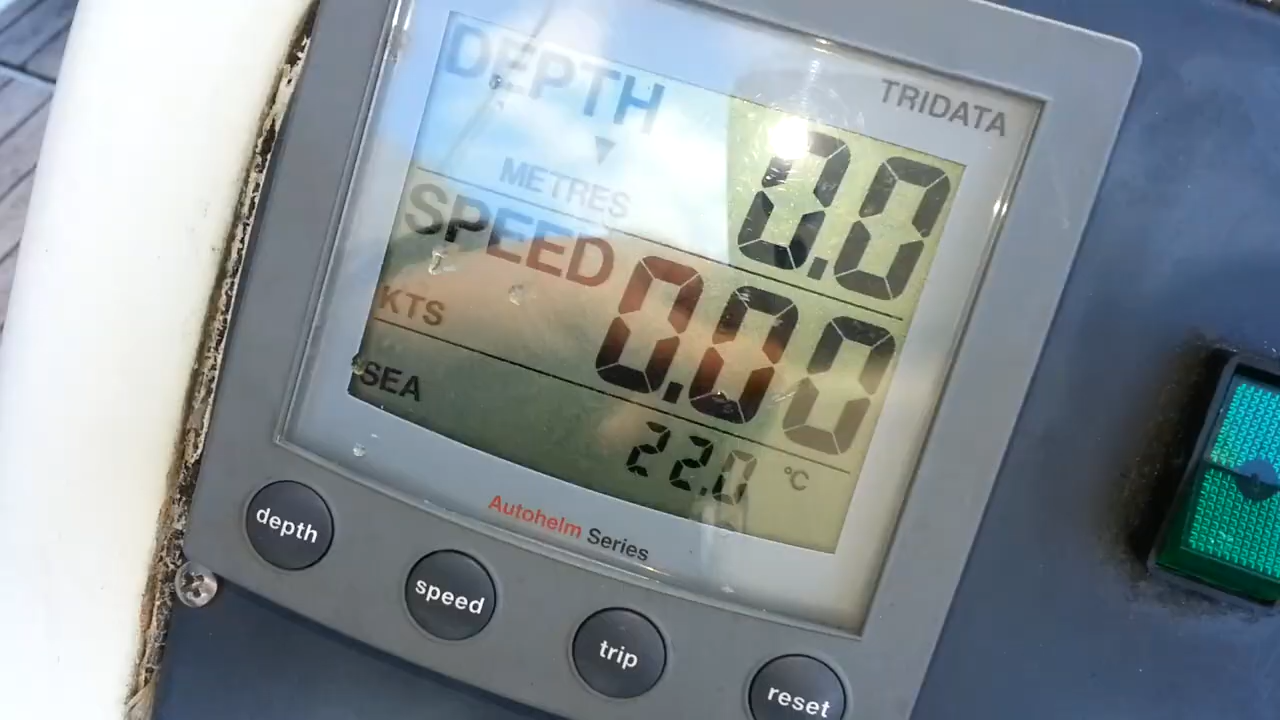 TRIDATA
DEPTH 0.0
METRES
SPEED 0.00
KTS
SEA 22.0 °C
Autohelm Series
depth speed trip reset